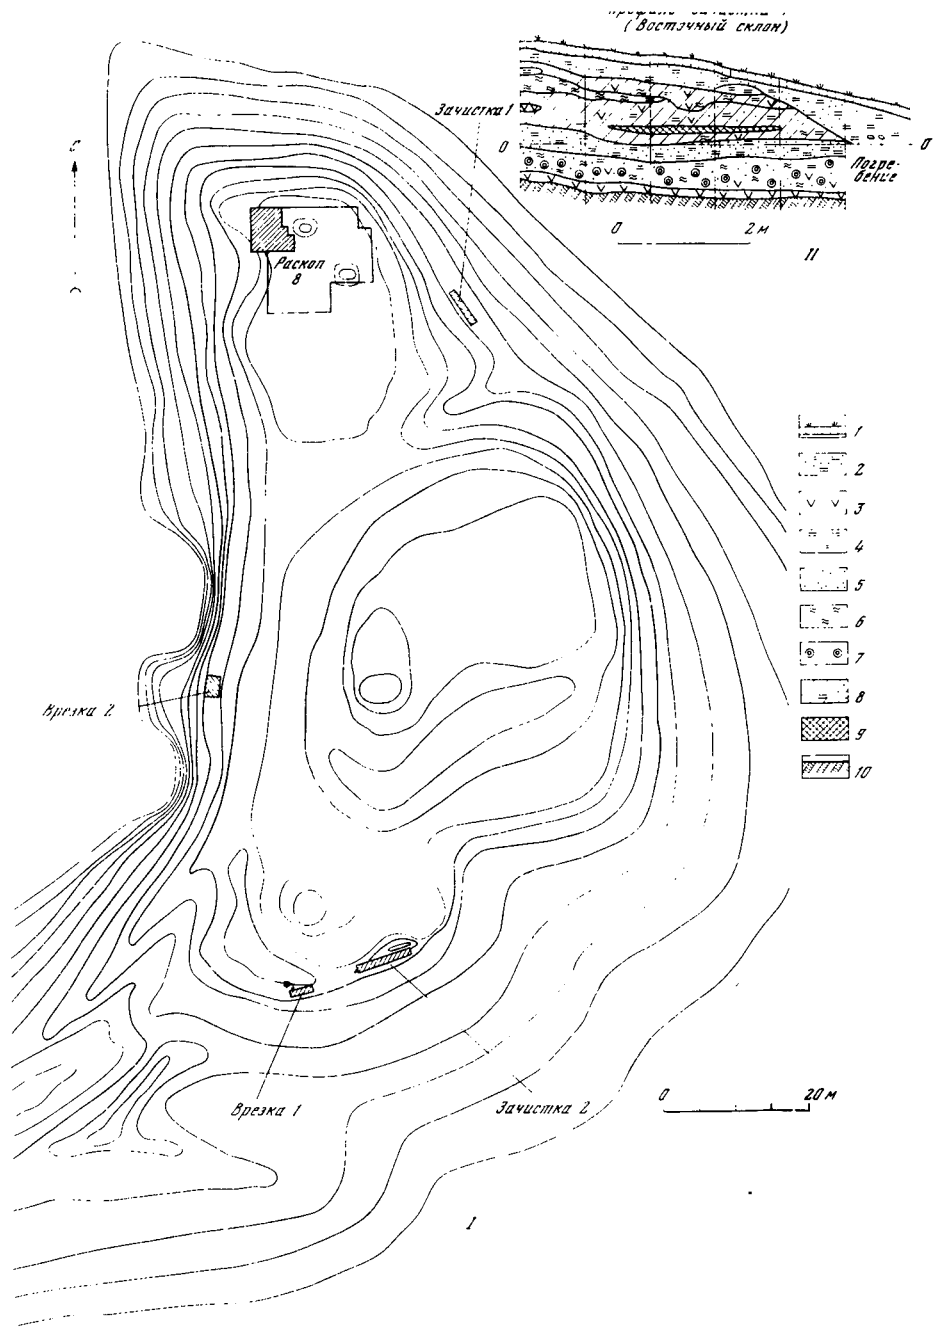 (Восточный склон)
Зачистка 1
С
0
0
Погре-
бение
0 2 м
II
Раскоп
8
1
2
3
4
5
6
7
8
9
10
Врезка 2
Врезка 1
Зачистка 2
0 20 м
I